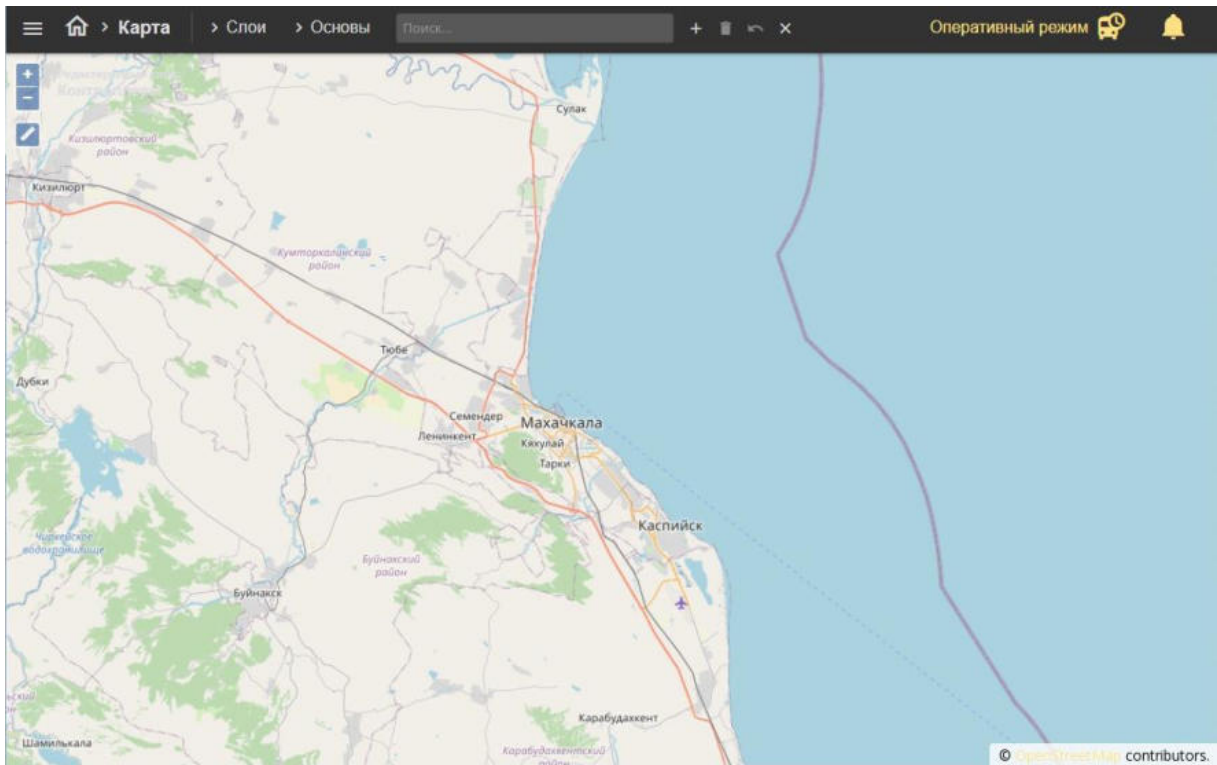 Карта
Слои
Основы
Поиск...
Оперативный режим
Сулак
Кизилюртовский
район
Кизилюрт
Кумторкалинский
район
Тюбе
Дубки
Семендер
Махачкала
Ленинкент
Кяхулай
Тарки
Каспийск
Чиркейское
водохранилище
Буйнакский
район
Буйнакск
Карабудахкент
Шамилькала
Карабудахкентский
район
© OpenStreetMap contributors.